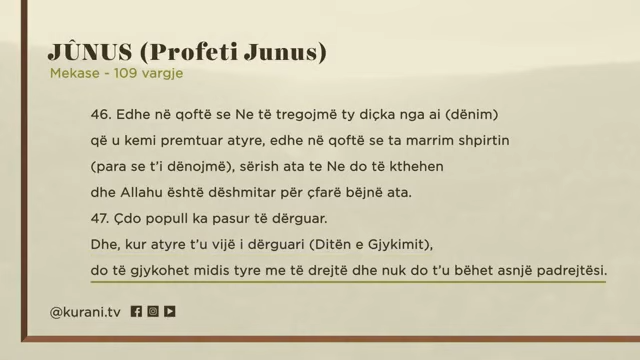 JÛNUS (Profeti Junus)
Mekase - 109 vargje
46. Edhe në qoftë se Ne të tregojmë ty diçka nga ai (dënim)
që u kemi premtuar atyre, edhe në qoftë se ta marrim shpirtin
(para se t'i dënojmë), sërish ata te Ne do të kthehen
dhe Allahu është dëshmitar për çfarë bëjnë ata.
47. Çdo popull ka pasur të dërguar.
Dhe, kur atyre t'u vijë i dërguari (Ditën e Gjykimit),
do të gjykohet midis tyre me të drejtë dhe nuk do t'u bëhet asnjë padrejtësi.
@kurani.tv